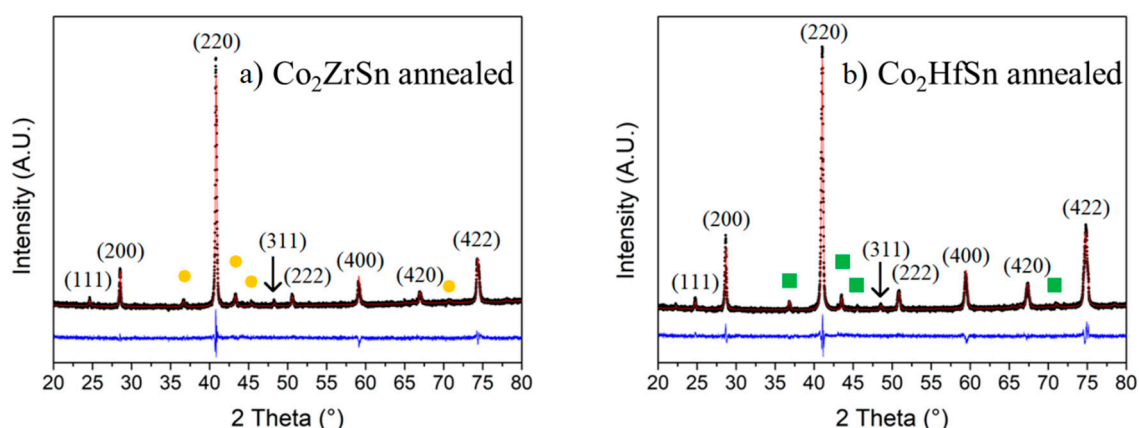 a) Co₂ZrSn annealed
Intensity (A.U.)
(111)
(200)
(220)
(311)
(222)
(400)
(420)
(422)
20 25 30 35 40 45 50 55 60 65 70 75 80
2 Theta (°)
b) Co₂HfSn annealed
Intensity (A.U.)
(111)
(200)
(220)
(311)
(222)
(400)
(420)
(422)
20 25 30 35 40 45 50 55 60 65 70 75 80
2 Theta (°)